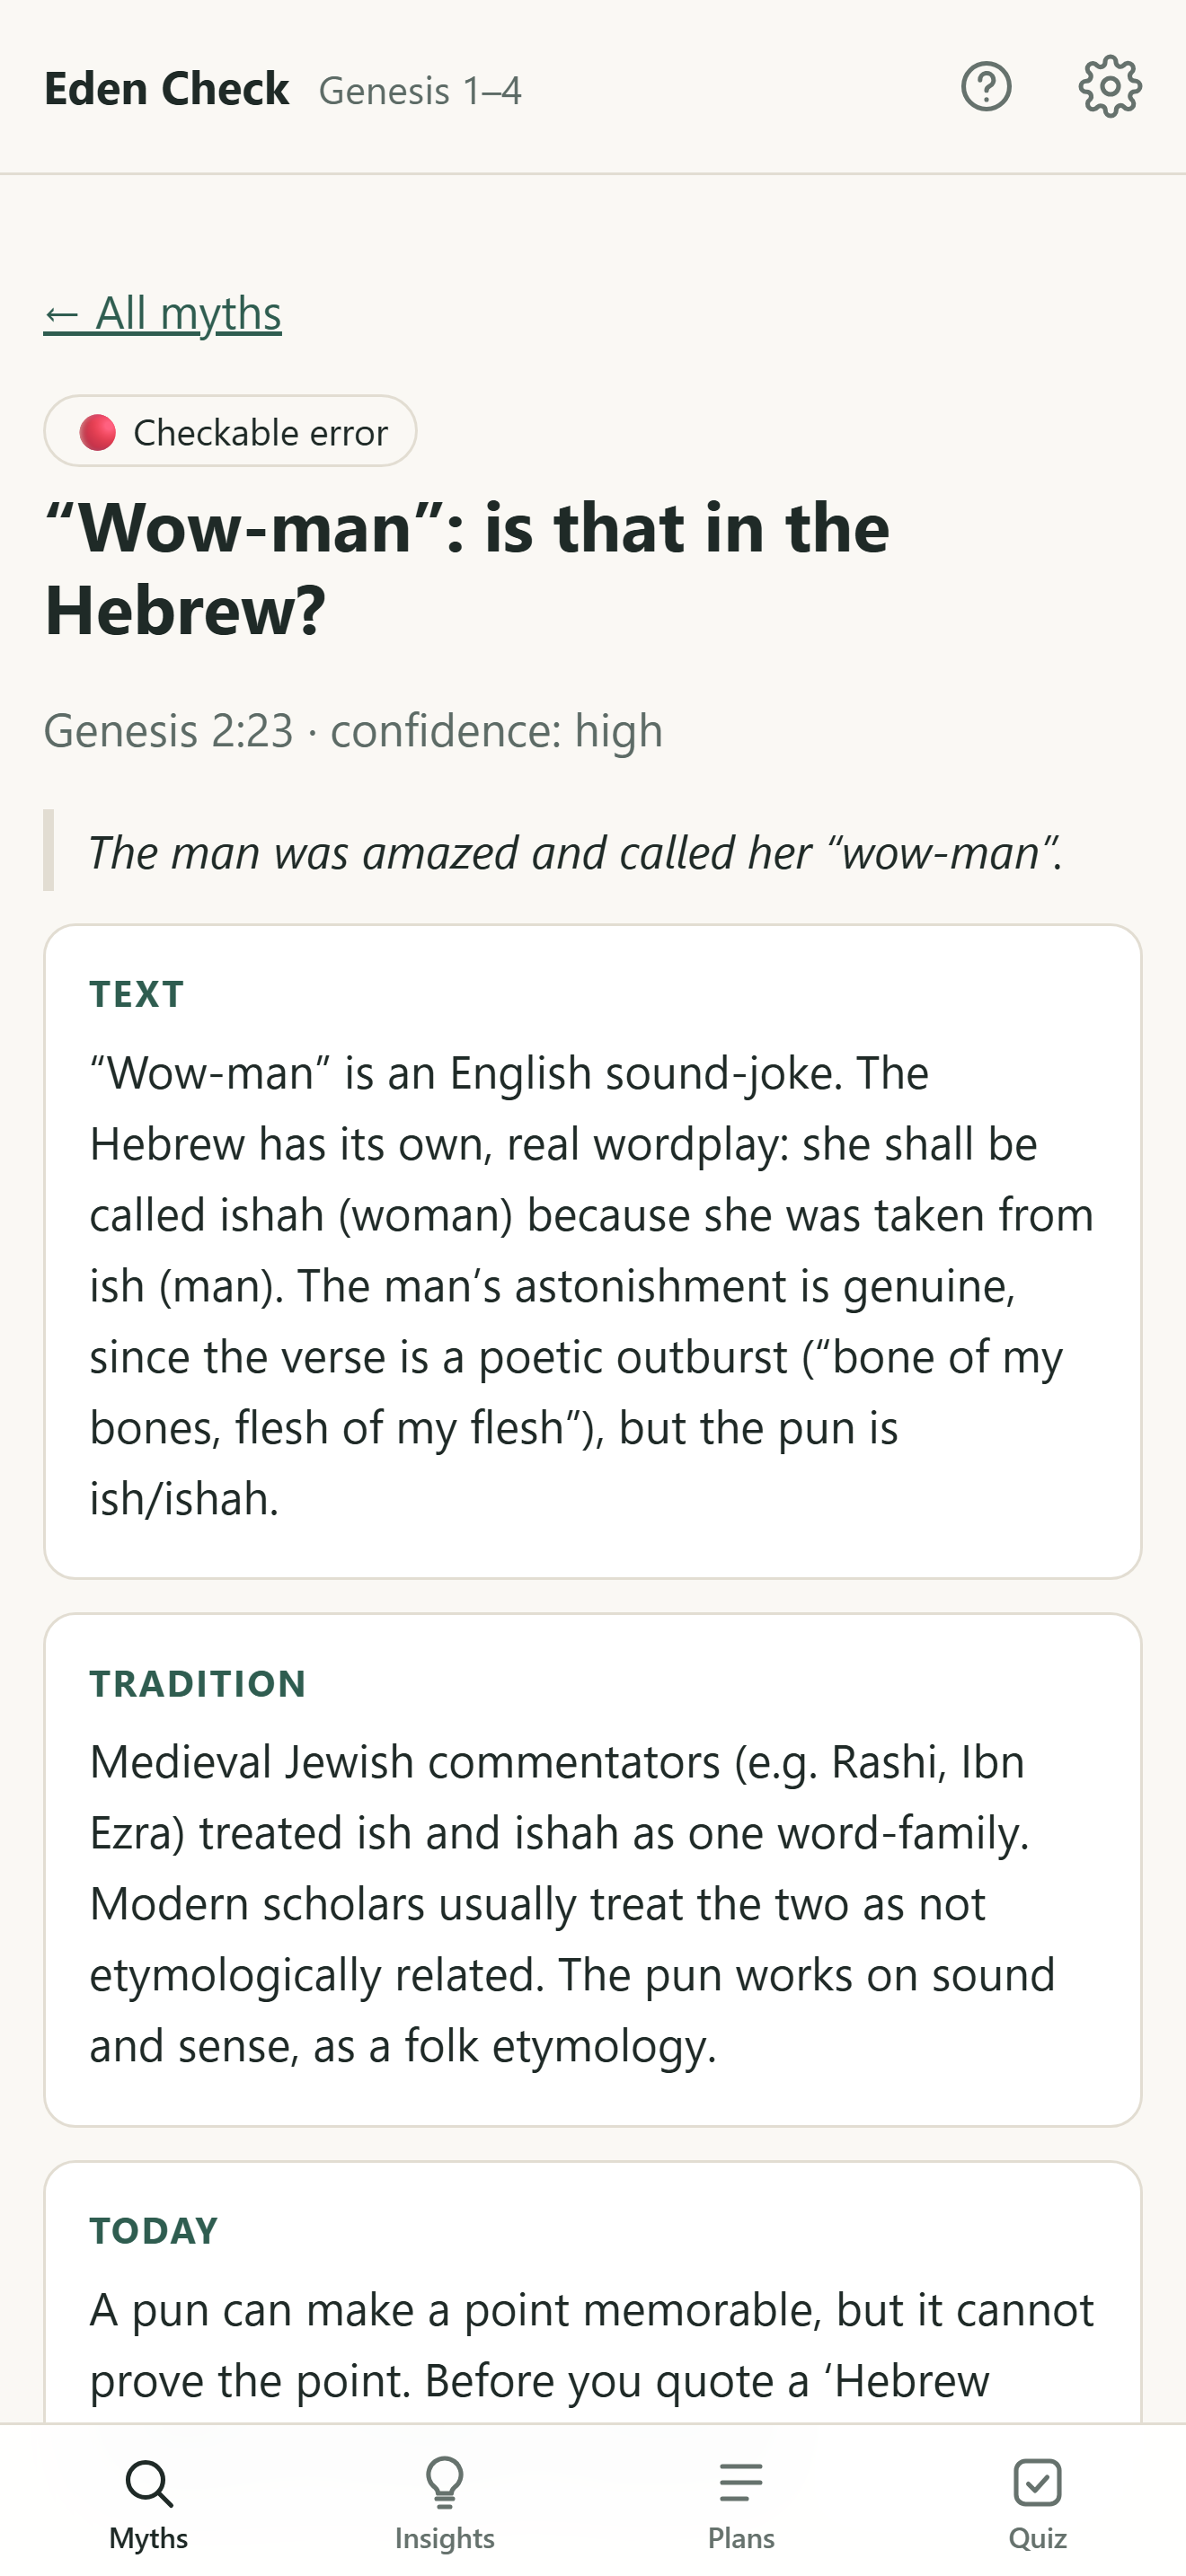 Eden Check Genesis 1–4
← All myths
Checkable error
“Wow-man”: is that in the
Hebrew?
Genesis 2:23 · confidence: high
The man was amazed and called her “wow-man”.
TEXT
“Wow-man” is an English sound-joke. The
Hebrew has its own, real wordplay: she shall be
called ishah (woman) because she was taken from
ish (man). The man’s astonishment is genuine,
since the verse is a poetic outburst (“bone of my
bones, flesh of my flesh”), but the pun is
ish/ishah.
TRADITION
Medieval Jewish commentators (e.g. Rashi, Ibn
Ezra) treated ish and ishah as one word-family.
Modern scholars usually treat the two as not
etymologically related. The pun works on sound
and sense, as a folk etymology.
TODAY
A pun can make a point memorable, but it cannot
prove the point. Before you quote a ‘Hebrew
Myths Insights Plans Quiz